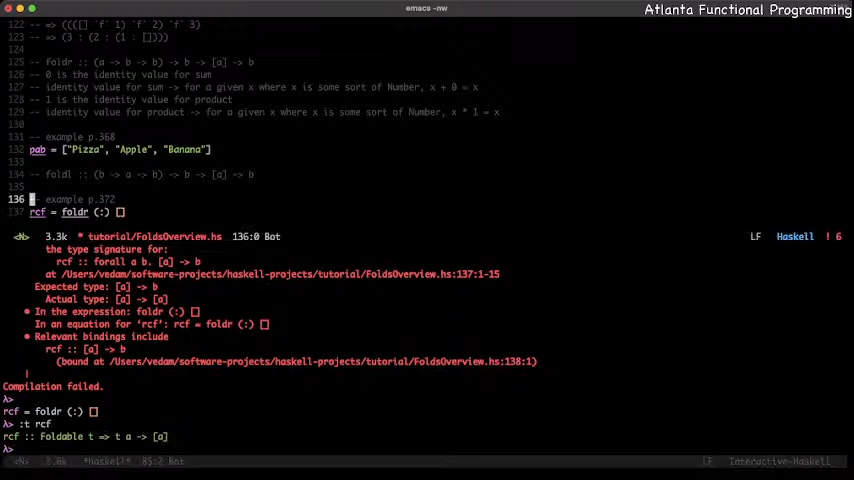 emacs -nw
Atlanta Functional Programming
122 -- => (((([] `f` 1) `f` 2) `f` 3)
123 -- => (3 : (2 : (1 : [])))
124
125 -- foldr :: (a -> b -> b) -> b -> [a] -> b
126 -- 0 is the identity value for sum
127 -- identity value for sum -> for a given x where x is some sort of Number, x + 0 = x
128 -- 1 is the identity value for product
129 -- identity value for product -> for a given x where x is some sort of Number, x * 1 = x
130
131 -- example p.368
132 pab = ["Pizza", "Apple", "Banana"]
133
134 -- foldl :: (b -> a -> b) -> b -> [a] -> b
135
136 -- example p.372
137 rcf = foldr (:) []
<N> 3.3k * tutorial/FoldsOverview.hs 136:0 Bot LF Haskell ! 6
the type signature for:
rcf :: forall a b. [a] -> b
at /Users/vedam/software-projects/haskell-projects/tutorial/FoldsOverview.hs:137:1-15
Expected type: [a] -> b
Actual type: [a] -> [a]
• In the expression: foldr (:) []
In an equation for ‘rcf’: rcf = foldr (:) []
• Relevant bindings include
rcf :: [a] -> b
(bound at /Users/vedam/software-projects/haskell-projects/tutorial/FoldsOverview.hs:138:1)
|
Compilation failed.
λ>
rcf = foldr (:) []
λ> :t rcf
rcf :: Foldable t => t a -> [a]
λ>
<N> *haskell* 85:2 Bot LF Interactive-Haskell